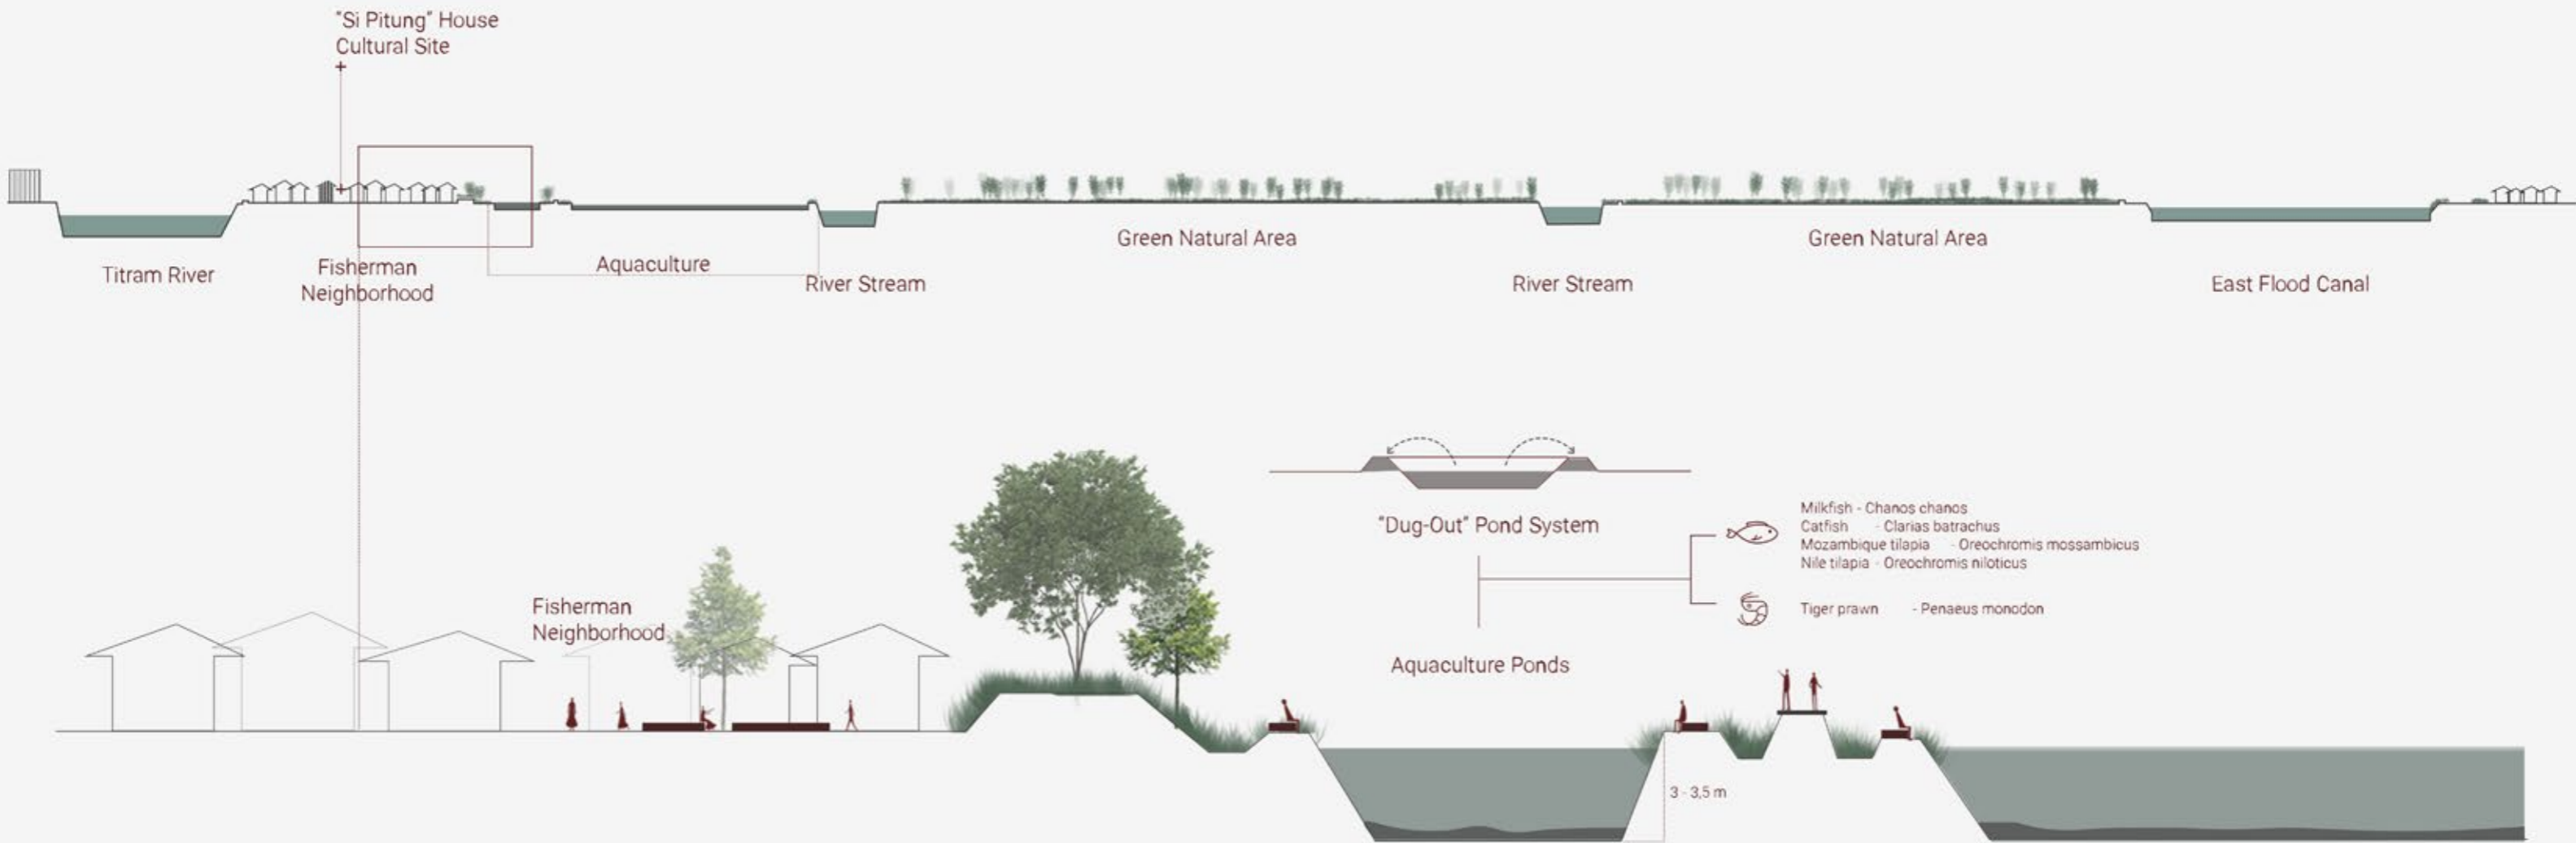 "Si Pitung" House
Cultural Site
Titram River
Fisherman
Neighborhood
Aquaculture
River Stream
Green Natural Area
River Stream
Green Natural Area
East Flood Canal
"Dug-Out" Pond System
Milkfish - Chanos chanos
Catfish - Clarias batrachus
Mozambique tilapia - Oreochromis mossambicus
Nile tilapia - Oreochromis niloticus
Tiger prawn - Penaeus monodon
Fisherman
Neighborhood
Aquaculture Ponds
3 - 3,5 m